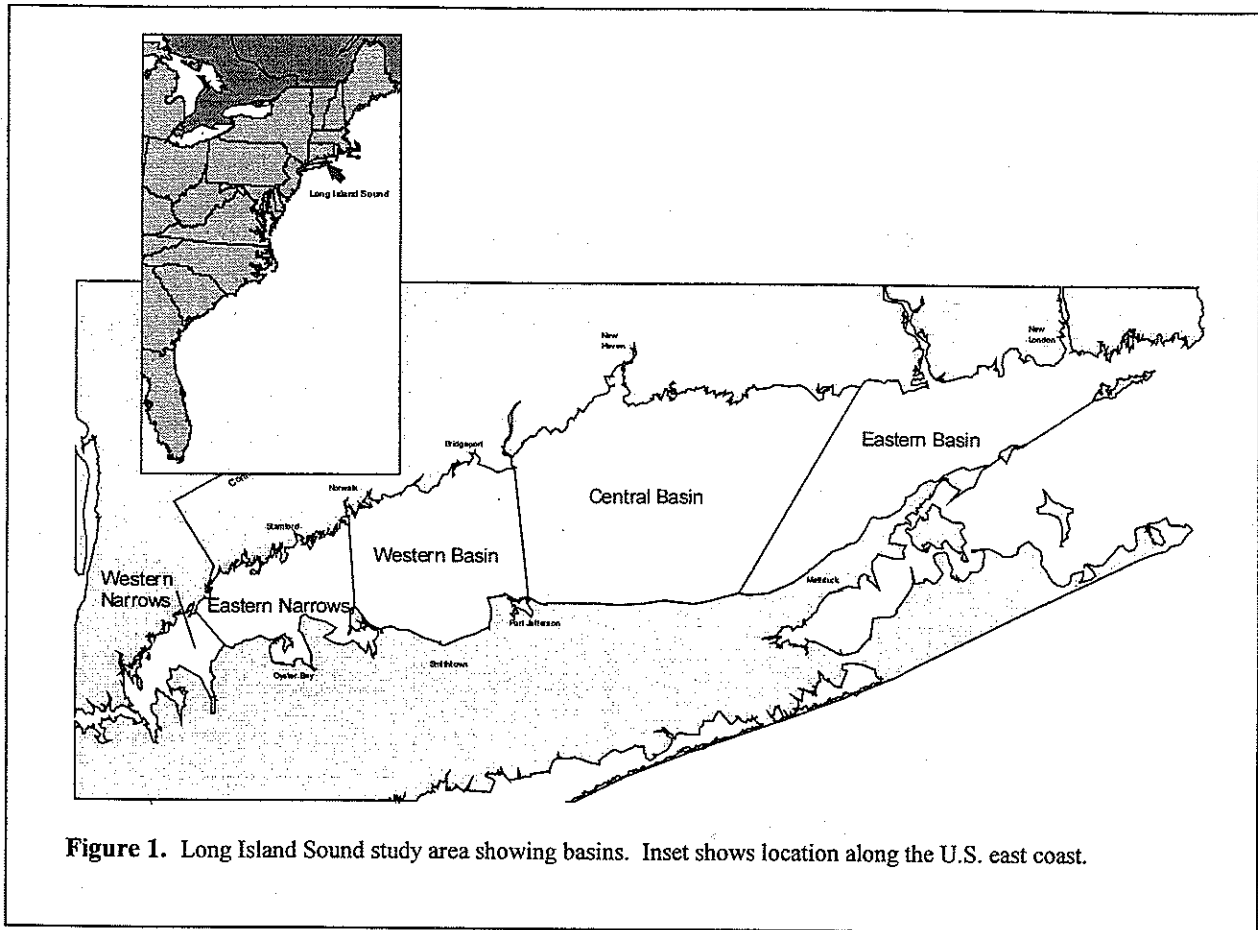 Long Island Sound
New
Haven
New
London
Bridgeport
Eastern Basin
Central Basin
Norwalk
Stamford
Western Basin
Mattituck
Western
Narrows
Eastern Narrows
Port Jefferson
Smithtown
Oyster Bay
Figure 1. Long Island Sound study area showing basins. Inset shows location along the U.S. east coast.